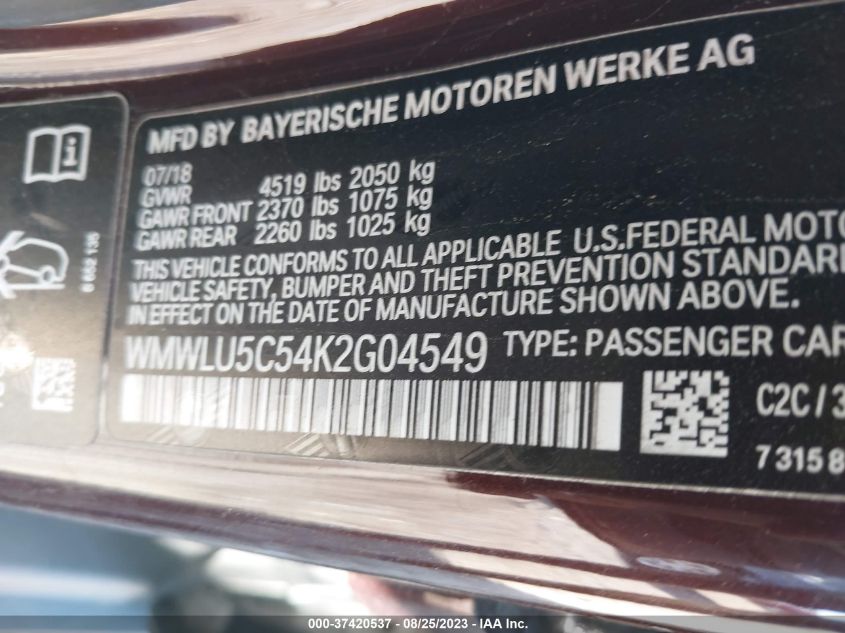 MFD BY BAYERISCHE MOTOREN WERKE AG
07/18
GVWR 4519 lbs 2050 kg
GAWR FRONT 2370 lbs 1075 kg
GAWR REAR 2260 lbs 1025 kg
THIS VEHICLE CONFORMS TO ALL APPLICABLE U.S.FEDERAL MOTO
VEHICLE SAFETY, BUMPER AND THEFT PREVENTION STANDAR
IN EFFECT ON THE DATE OF MANUFACTURE SHOWN ABOVE.
WMWLU5C54K2G04549 TYPE: PASSENGER CAR
C2C / 3
7315 8
000-37420537 - 08/25/2023 - IAA Inc.